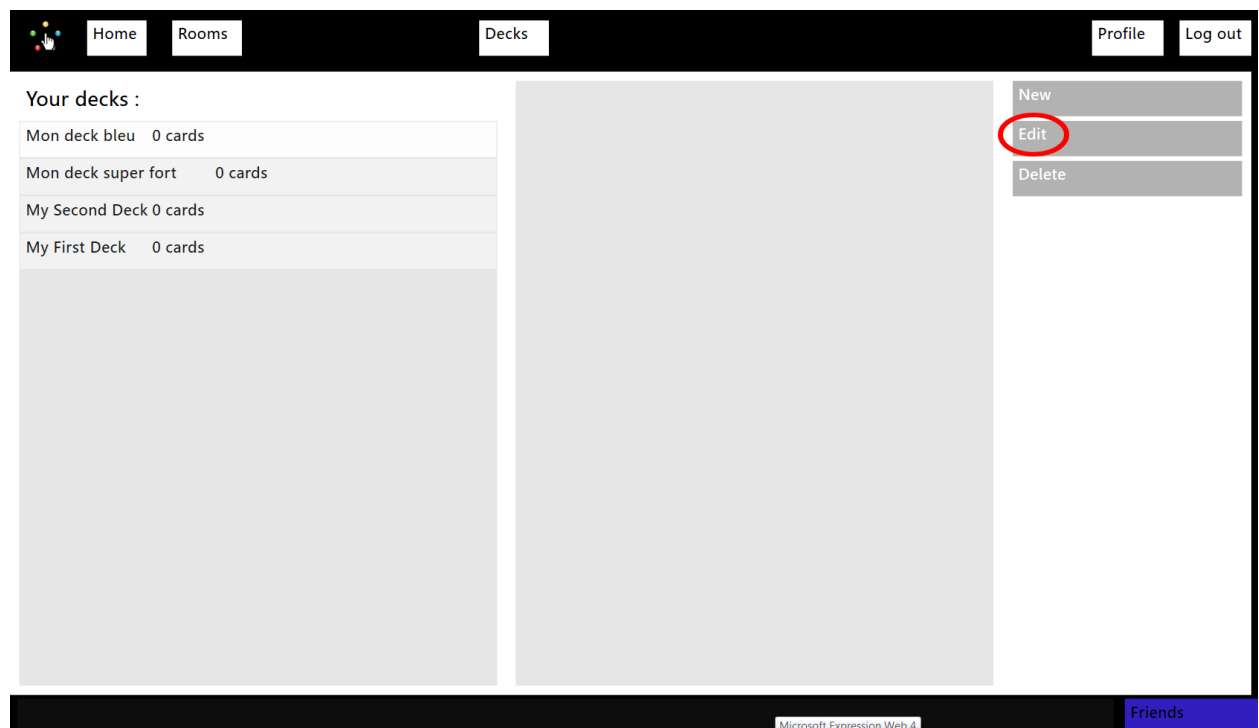 Home Rooms Decks Profile Log out
Your decks :
Mon deck bleu 0 cards
Mon deck super fort 0 cards
My Second Deck 0 cards
My First Deck 0 cards
New
Edit
Delete
Friends
Microsoft Expression Web 4